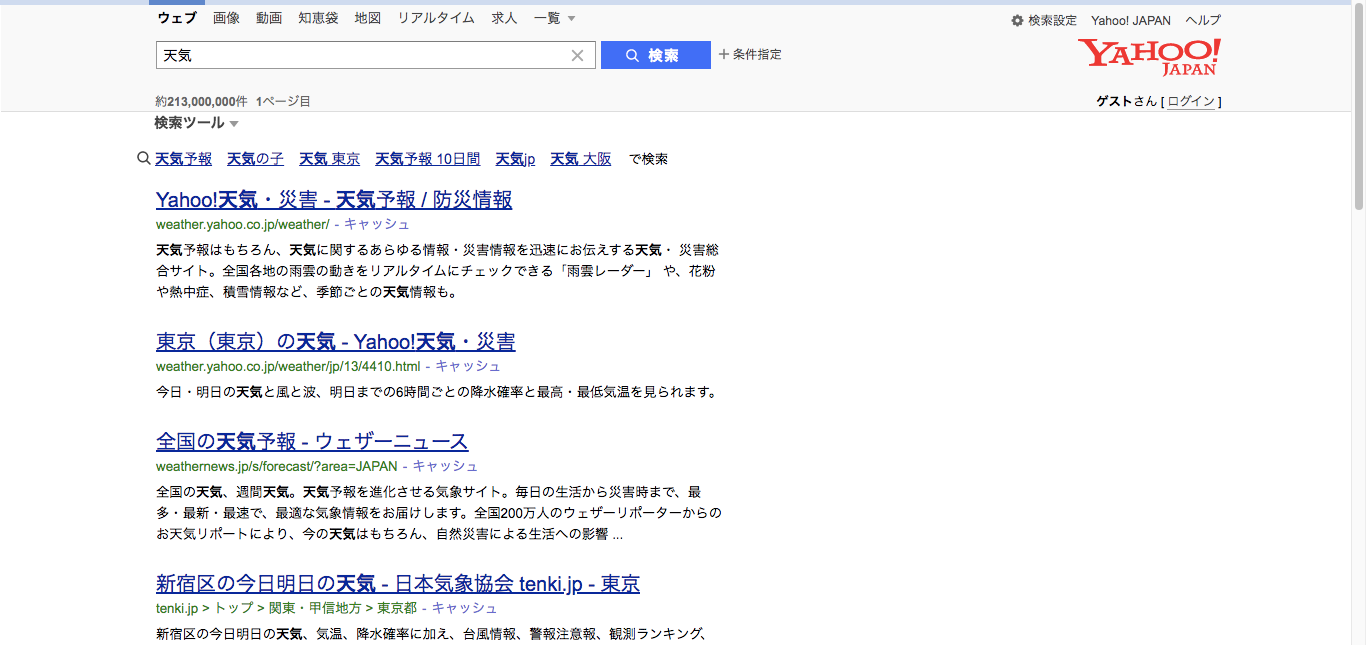 ウェブ 画像 動画 知恵袋 地図 リアルタイム 求人 一覧
検索設定 Yahoo! JAPAN ヘルプ
天気 検索 条件指定
YAHOO! JAPAN
約213,000,000件 1ページ目
ゲストさん [ ログイン ]
検索ツール
天気予報 天気の子 天気 東京 天気予報 10日間 天気jp 天気 大阪 で検索
Yahoo!天気・災害 - 天気予報 / 防災情報
weather.yahoo.co.jp/weather/ - キャッシュ
天気予報はもちろん、天気に関するあらゆる情報・災害情報を迅速にお伝えする天気・ 災害総
合サイト。全国各地の雨雲の動きをリアルタイムにチェックできる「雨雲レーダー」 や、花粉
や熱中症、積雪情報など、季節ごとの天気情報も。
東京（東京）の天気 - Yahoo!天気・災害
weather.yahoo.co.jp/weather/jp/13/4410.html - キャッシュ
今日・明日の天気と風と波、明日までの6時間ごとの降水確率と最高・最低気温を見られます。
全国の天気予報 - ウェザーニュース
weathernews.jp/s/forecast/?area=JAPAN - キャッシュ
全国の天気、週間天気。天気予報を進化させる気象サイト。毎日の生活から災害時まで、最
多・最新・最速で、最適な気象情報をお届けします。全国200万人のウェザーリポーターからの
お天気リポートにより、今の天気はもちろん、自然災害による生活への影響 ...
新宿区の今日明日の天気 - 日本気象協会 tenki.jp - 東京
tenki.jp > トップ > 関東・甲信地方 > 東京都 - キャッシュ
新宿区の今日明日の天気、気温、降水確率に加え、台風情報、警報注意報、観測ランキング、